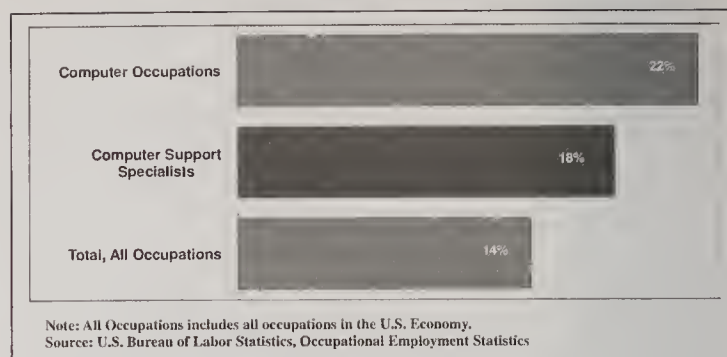 Computer Occupations
22%
Computer Support
Specialists
18%
Total, All Occupations
14%
Note: All Occupations includes all occupations in the U.S. Economy.
Source: U.S. Bureau of Labor Statistics, Occupational Employment Statistics